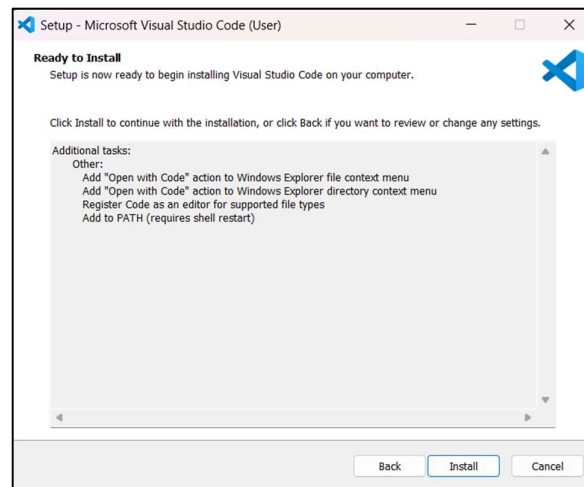 Setup - Microsoft Visual Studio Code (User)
Ready to Install
Setup is now ready to begin installing Visual Studio Code on your computer.
Click Install to continue with the installation, or click Back if you want to review or change any settings.
Additional tasks:
Other:
Add "Open with Code" action to Windows Explorer file context menu
Add "Open with Code" action to Windows Explorer directory context menu
Register Code as an editor for supported file types
Add to PATH (requires shell restart)
Back Install Cancel